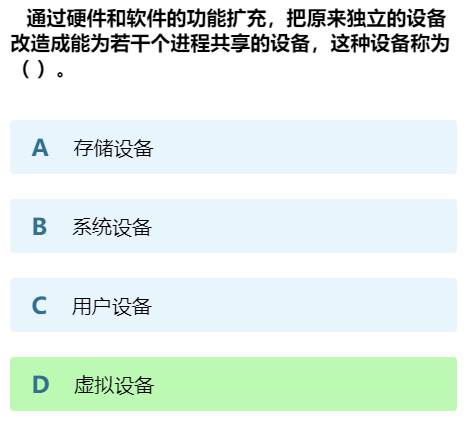 通过硬件和软件的功能扩充，把原来独立的设备
改造成能为若干个进程共享的设备，这种设备称为
（ ）。
A 存储设备
B 系统设备
C 用户设备
D 虚拟设备